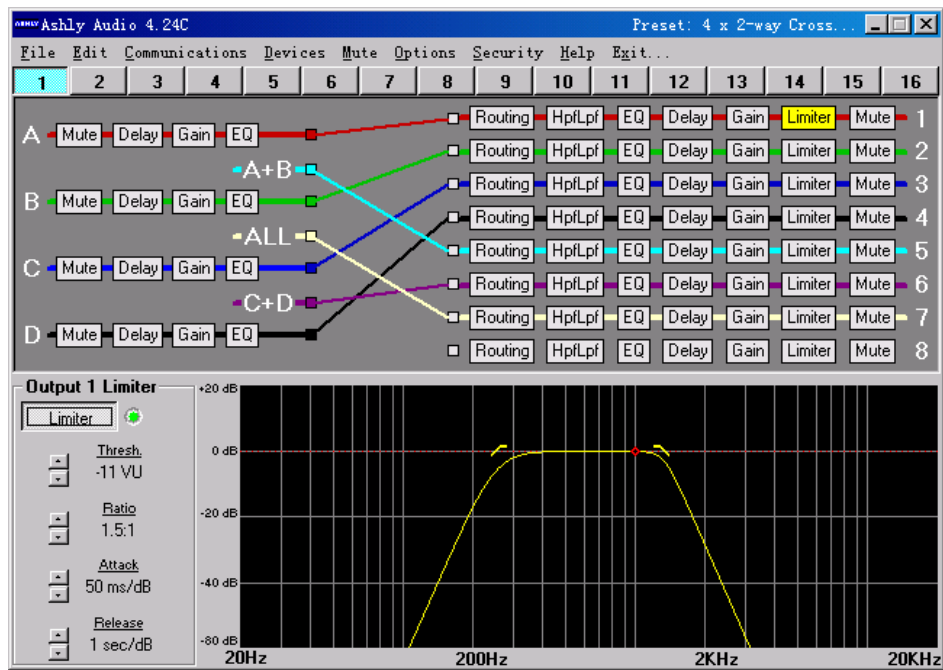 ASHLY Ashly Audio 4.24C Preset: 4 x 2-way Cross...
File Edit Communications Devices Mute Options Security Help Exit...
1 2 3 4 5 6 7 8 9 10 11 12 13 14 15 16
Routing HpfLpf EQ Delay Gain Limiter Mute 1
A Mute Delay Gain EQ
Routing HpfLpf EQ Delay Gain Limiter Mute 2
A+B
Routing HpfLpf EQ Delay Gain Limiter Mute 3
B Mute Delay Gain EQ
Routing HpfLpf EQ Delay Gain Limiter Mute 4
ALL
Routing HpfLpf EQ Delay Gain Limiter Mute 5
C Mute Delay Gain EQ
Routing HpfLpf EQ Delay Gain Limiter Mute 6
C+D
Routing HpfLpf EQ Delay Gain Limiter Mute 7
D Mute Delay Gain EQ
Routing HpfLpf EQ Delay Gain Limiter Mute 8
Output 1 Limiter
Limiter
Thresh.
-11 VU
Ratio
1.5:1
Attack
50 ms/dB
Release
1 sec/dB
+20 dB
0 dB
-20 dB
-40 dB
-80 dB
20Hz 200Hz 2KHz 20KHz